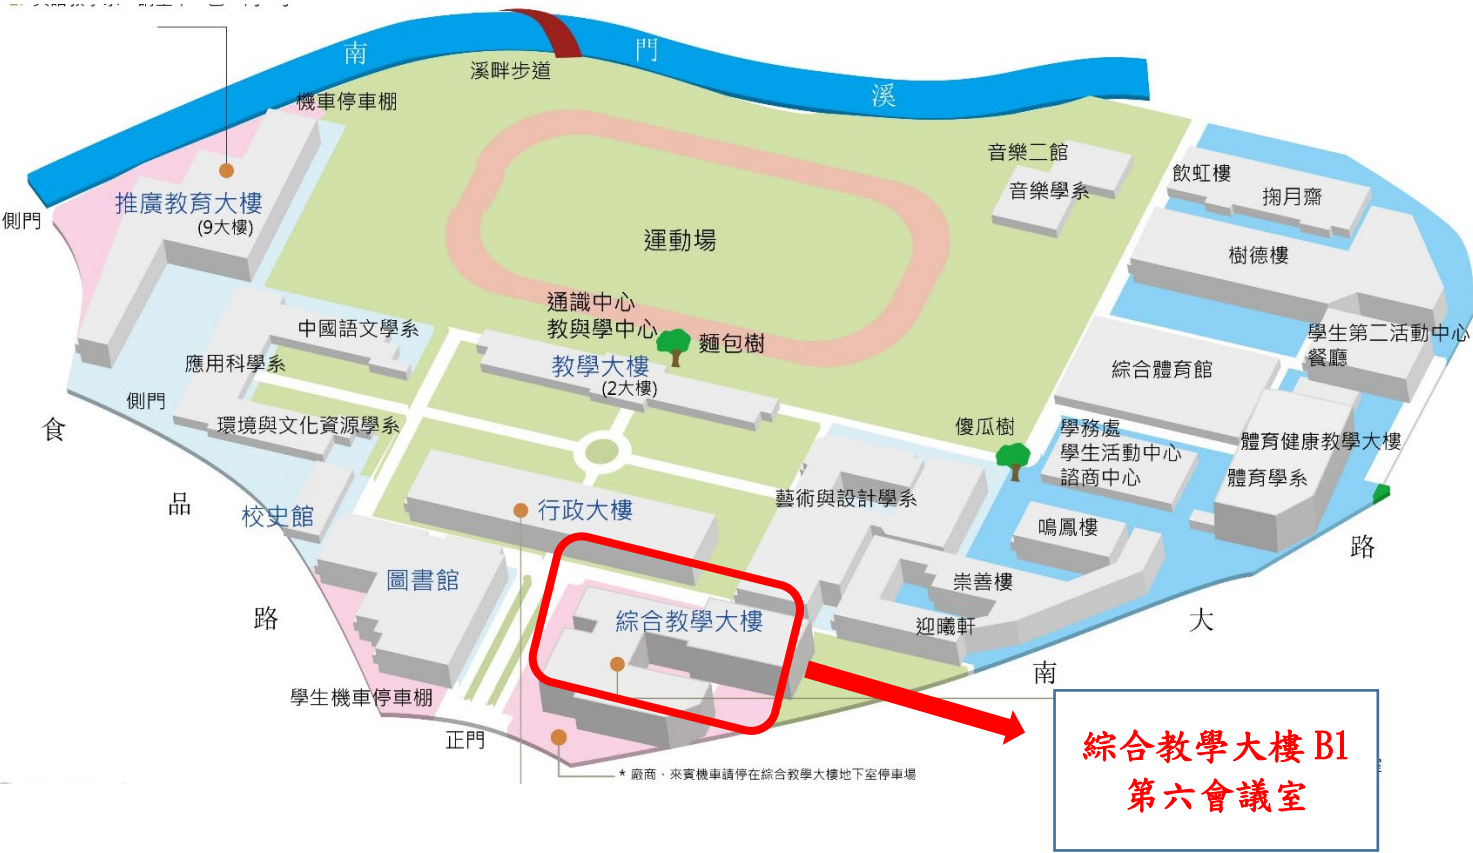 南 門 溪
溪畔步道
機車停車棚
推廣教育大樓
(9大樓)
側門
音樂二館
音樂學系
飲虹樓
掬月齋
樹德樓
運動場
通識中心
教與學中心
麵包樹
教學大樓
(2大樓)
中國語文學系
應用科學系
側門
環境與文化資源學系
學生第二活動中心
餐廳
綜合體育館
傻瓜樹
學務處
學生活動中心
諮商中心
體育健康教學大樓
體育學系
食 品 路
校史館
行政大樓
藝術與設計學系
鳴鳳樓
圖書館
崇善樓
綜合教學大樓
迎曦軒
南 大 路
學生機車停車棚
正門
* 廠商、來賓機車請停在綜合教學大樓地下室停車場
綜合教學大樓 B1
第六會議室